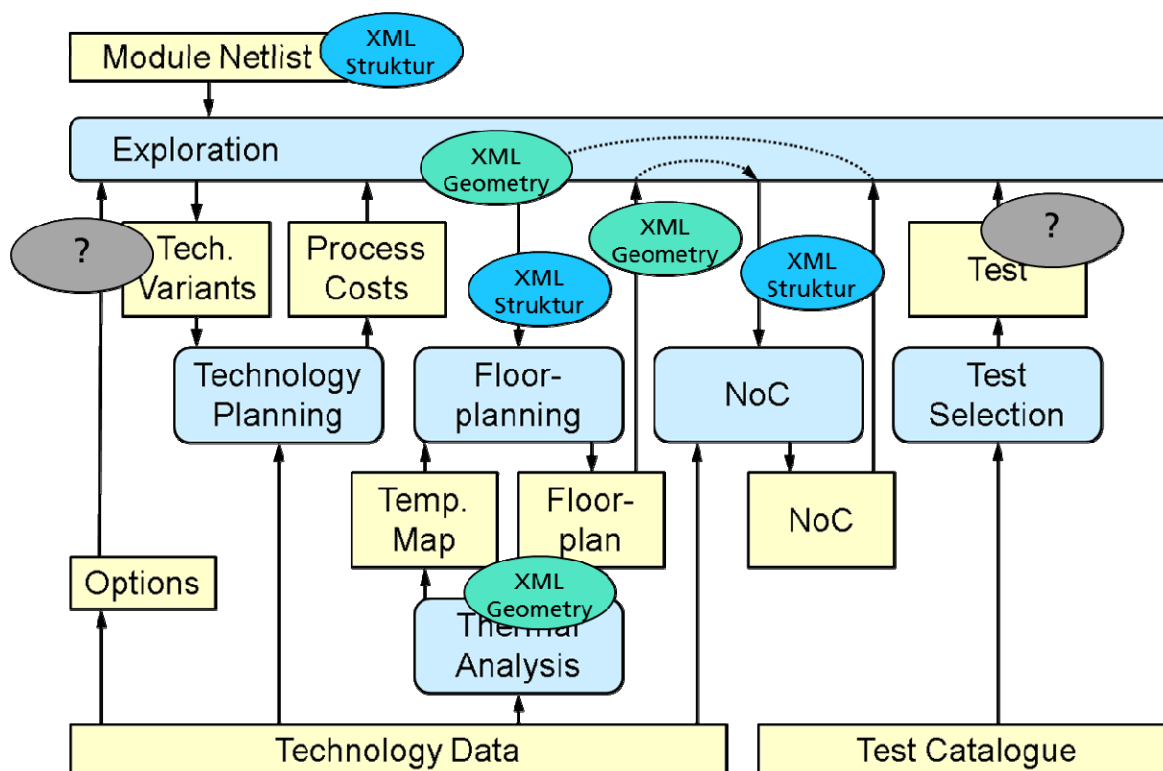 Module Netlist
XML
Struktur
Exploration
XML
Geometry
?
Tech.
Variants
Process
Costs
XML
Geometry
XML
Struktur
XML
Struktur
?
Test
Technology
Planning
Floor-
planning
NoC
Test
Selection
Temp.
Map
Floor-
plan
NoC
Options
XML
Geometry
Thermal
Analysis
Technology Data
Test Catalogue